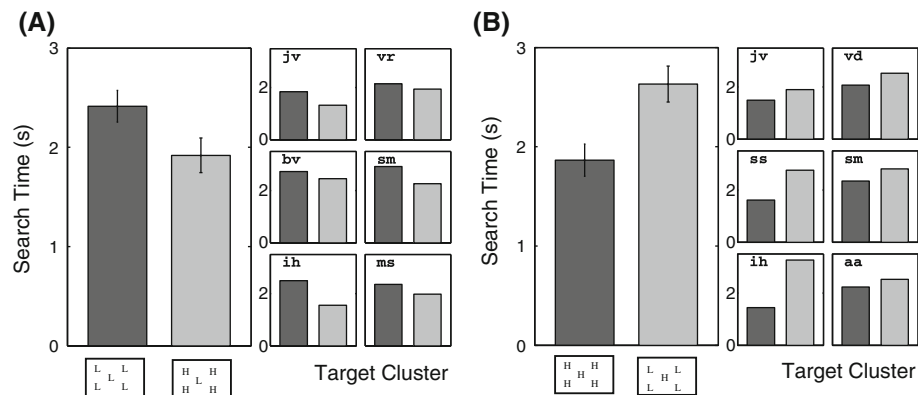 (A)
Search Time (s)
3
2
1
0
jv
vr
2
0
bv
sm
2
0
ih
ms
2
0
L L
L
L L
H H
L
H H
Target Cluster
(B)
Search Time (s)
3
2
1
0
jv
vd
2
0
ss
sm
2
0
ih
aa
2
0
H H
H
H H
L L
H
L L
Target Cluster